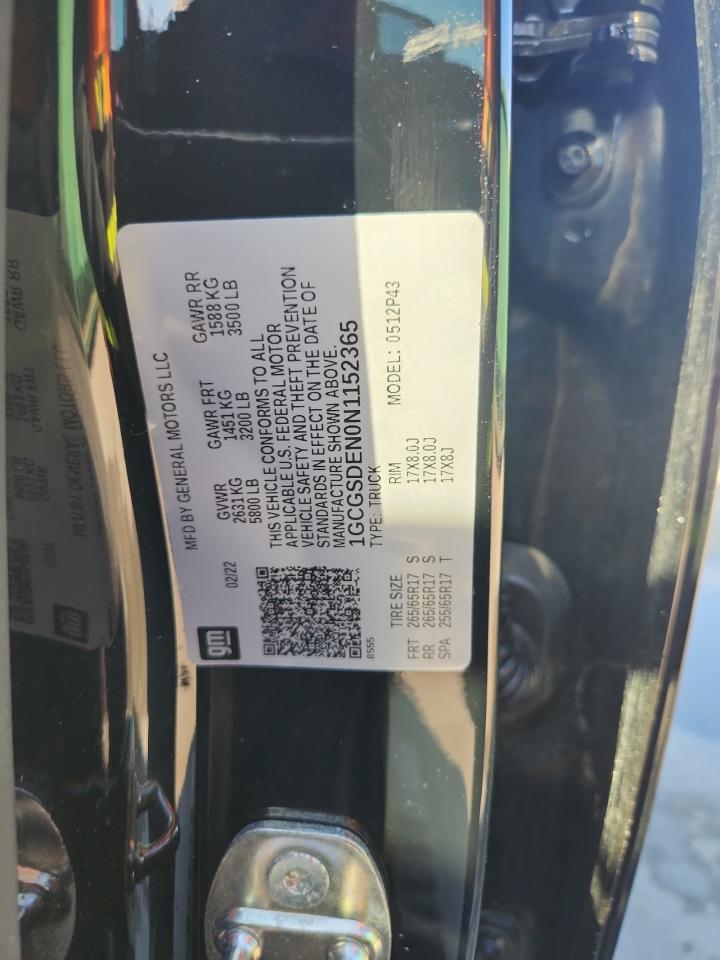 gm
MFD BY GENERAL MOTORS LLC
02/22
GVWR GAWR FRT GAWR RR
2631 KG 1451 KG 1588 KG
5800 LB 3200 LB 3500 LB
THIS VEHICLE CONFORMS TO ALL
APPLICABLE U.S. FEDERAL MOTOR
VEHICLE SAFETY AND THEFT PREVENTION
STANDARDS IN EFFECT ON THE DATE OF
MANUFACTURE SHOWN ABOVE.
1GCGSDEN0N1152365
8555
TYPE: TRUCK
TIRE SIZE RIM MODEL: 0512P43
FRT 265/65R17 S 17X8.0J
RR 265/65R17 S 17X8.0J
SPA 255/65R17 T 17X8J